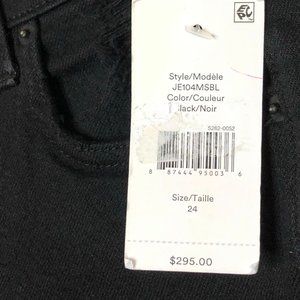 Style/Modèle
JE104MSBL
Color/Couleur
lack/Noir
5262-0052
8 87444 95003 6
Size/Taille
24
$295.00